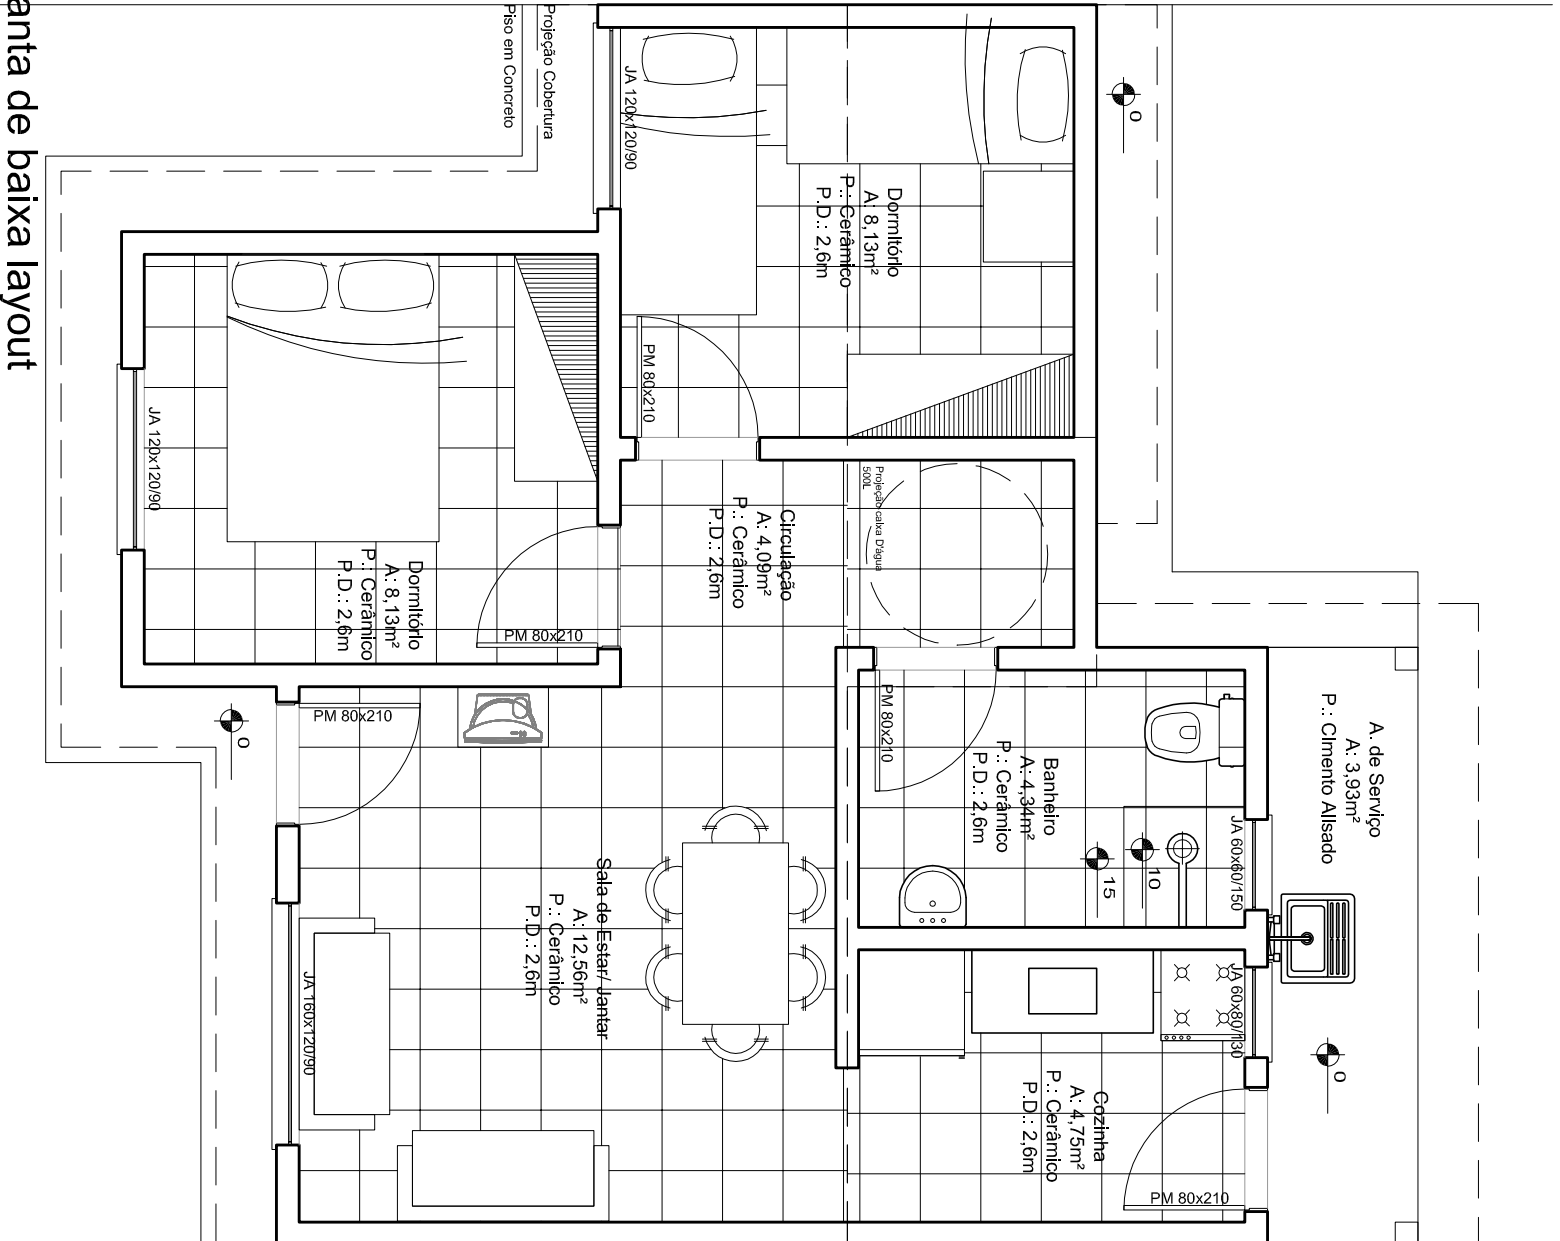 anta de baixa layout
Projeção Cobertura
Piso em Concreto
JA 120x120/90
Dormitório
A: 8,13m²
P.: Cerâmico
P.D.: 2,6m
PM 80x210
0
JA 120x120/90
Dormitório
A: 8,13m²
P.: Cerâmico
P.D.: 2,6m
PM 80x210
Circulação
A: 4,09m²
P.: Cerâmico
P.D.: 2,6m
Projeção caixa D'água
500L
PM 80x210
0
PM 80x210
Banheiro
A: 4,34m²
P.: Cerâmico
P.D.: 2,6m
15
10
JA 60x60/150
A. de Serviço
A: 3,93m²
P.: Cimento Alisado
Sala de Estar/ Jantar
A: 12,56m²
P.: Cerâmico
P.D.: 2,6m
JA 160x120/90
JA 60x80/130
0
Cozinha
A: 4,75m²
P.: Cerâmico
P.D.: 2,6m
PM 80x210